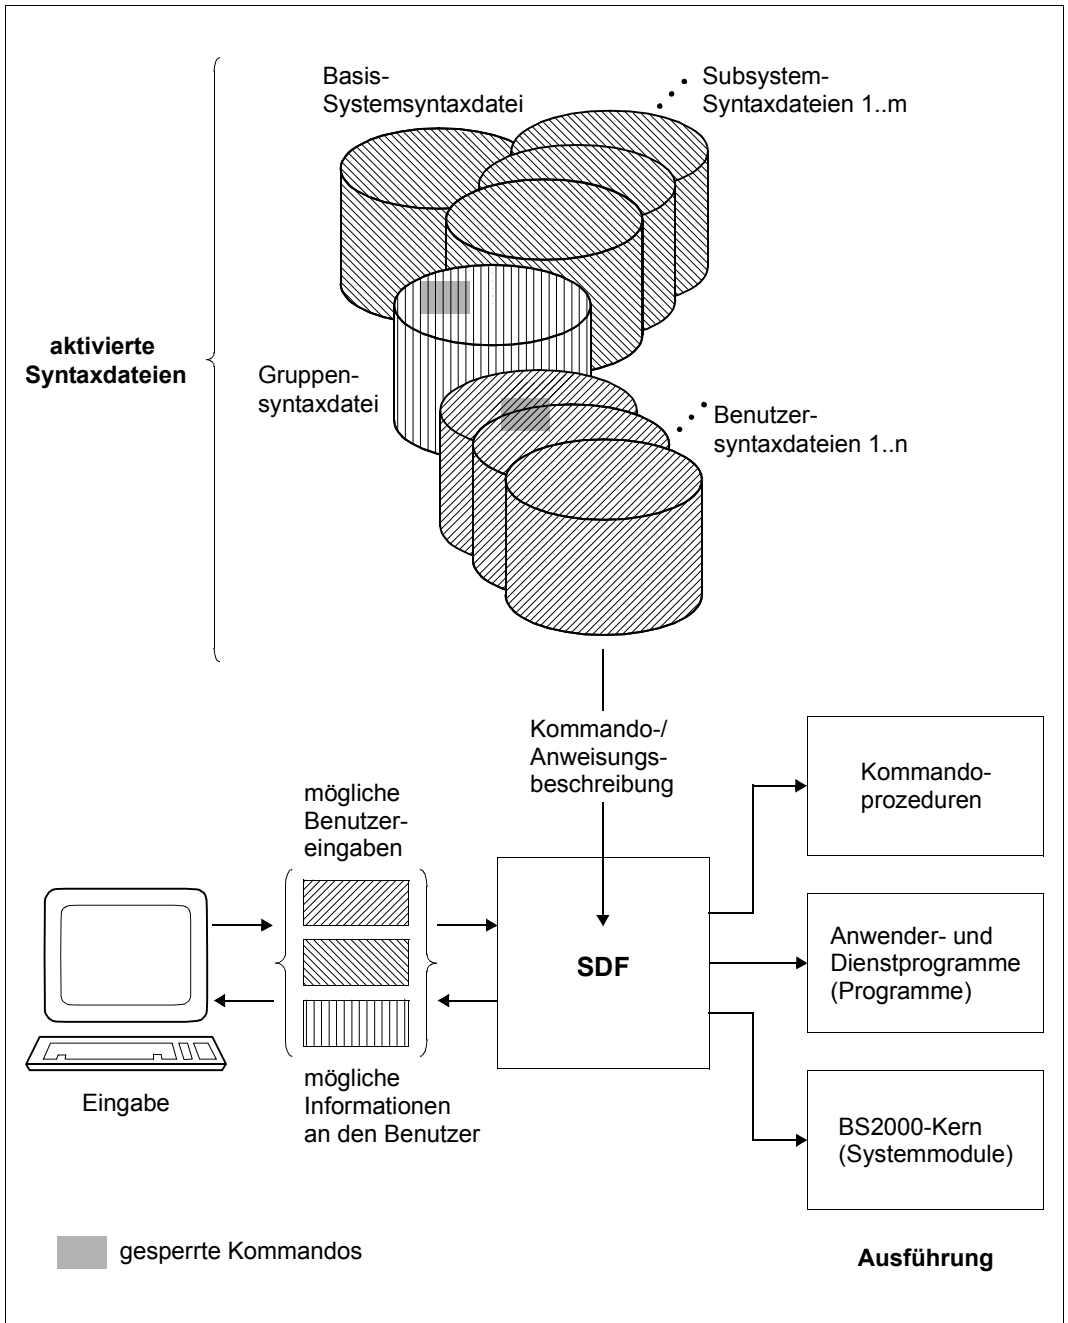 Basis-
Systemsyntaxdatei
Subsystem-
Syntaxdateien 1..m
aktivierte
Syntaxdateien
Gruppen-
syntaxdatei
Benutzer-
syntaxdateien 1..n
Kommando-/
Anweisungs-
beschreibung
mögliche
Benutzer-
eingaben
Kommando-
prozeduren
SDF
Anwender- und
Dienstprogramme
(Programme)
Eingabe
mögliche
Informationen
an den Benutzer
BS2000-Kern
(Systemmodule)
gesperrte Kommandos
Ausführung